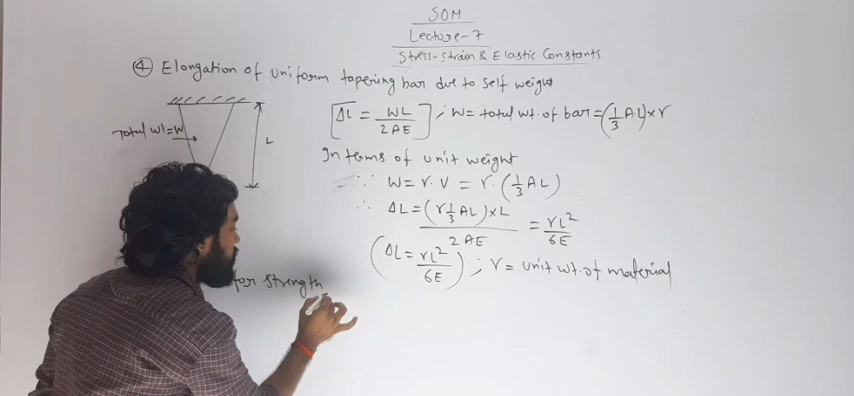 SOM
Lecture-7
Stress-strain & Elastic Constants
④ Elongation of uniform tapering bar due to self weight
Total wt=W
L
ΔL = WL/2AE ; W= total wt. of bar = (1/3 AL) × γ
In terms of unit weight
∵ W = γ. V = γ. (1/3 AL)
∴ ΔL = (γ 1/3 AL) × L / 2AE = γL²/6E
(ΔL = γL²/6E) ; γ = unit wt. of material
for strength